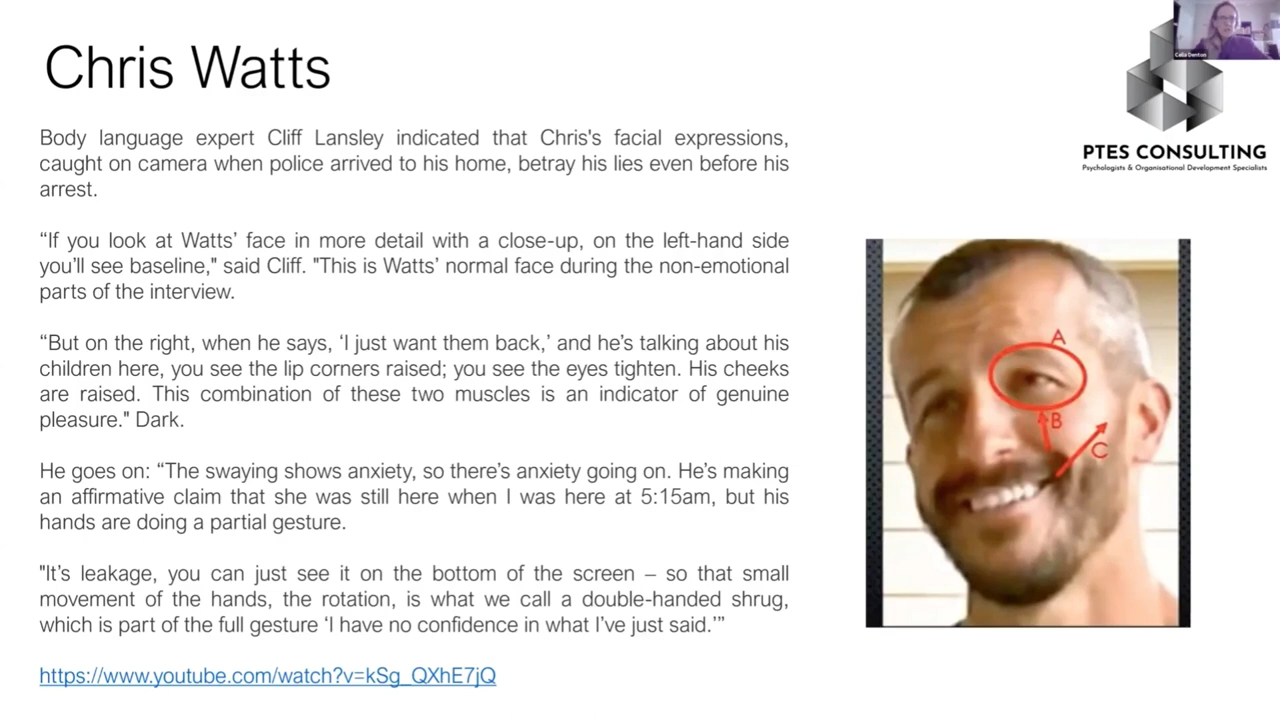 Chris Watts
Celia Denton
PTES CONSULTING
Psychologists & Organisational Development Specialists
Body language expert Cliff Lansley indicated that Chris's facial expressions,
caught on camera when police arrived to his home, betray his lies even before his
arrest.
“If you look at Watts’ face in more detail with a close-up, on the left-hand side
you’ll see baseline," said Cliff. "This is Watts’ normal face during the non-emotional
parts of the interview.
“But on the right, when he says, ‘I just want them back,’ and he’s talking about his
children here, you see the lip corners raised; you see the eyes tighten. His cheeks
are raised. This combination of these two muscles is an indicator of genuine
pleasure." Dark.
He goes on: “The swaying shows anxiety, so there’s anxiety going on. He’s making
an affirmative claim that she was still here when I was here at 5:15am, but his
hands are doing a partial gesture.
"It’s leakage, you can just see it on the bottom of the screen – so that small
movement of the hands, the rotation, is what we call a double-handed shrug,
which is part of the full gesture ‘I have no confidence in what I’ve just said.’”
https://www.youtube.com/watch?v=kSg_QXhE7jQ
A
B
C